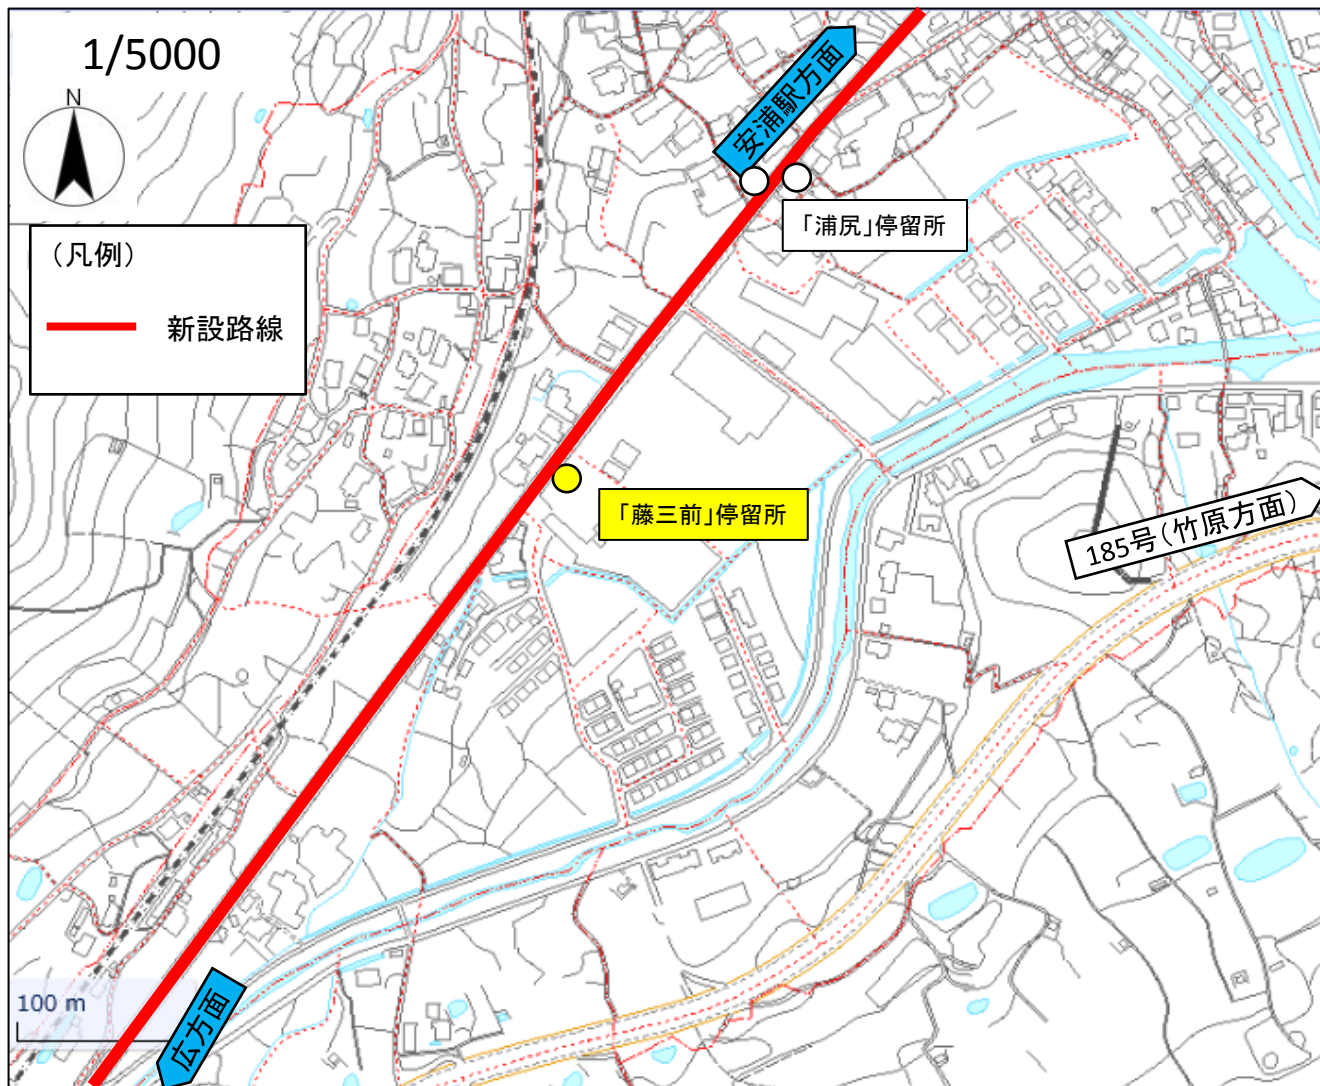 1/5000
N
（凡例）
新設路線
安浦駅方面
「浦尻」停留所
「藤三前」停留所
185号（竹原方面）
100 m
広方面